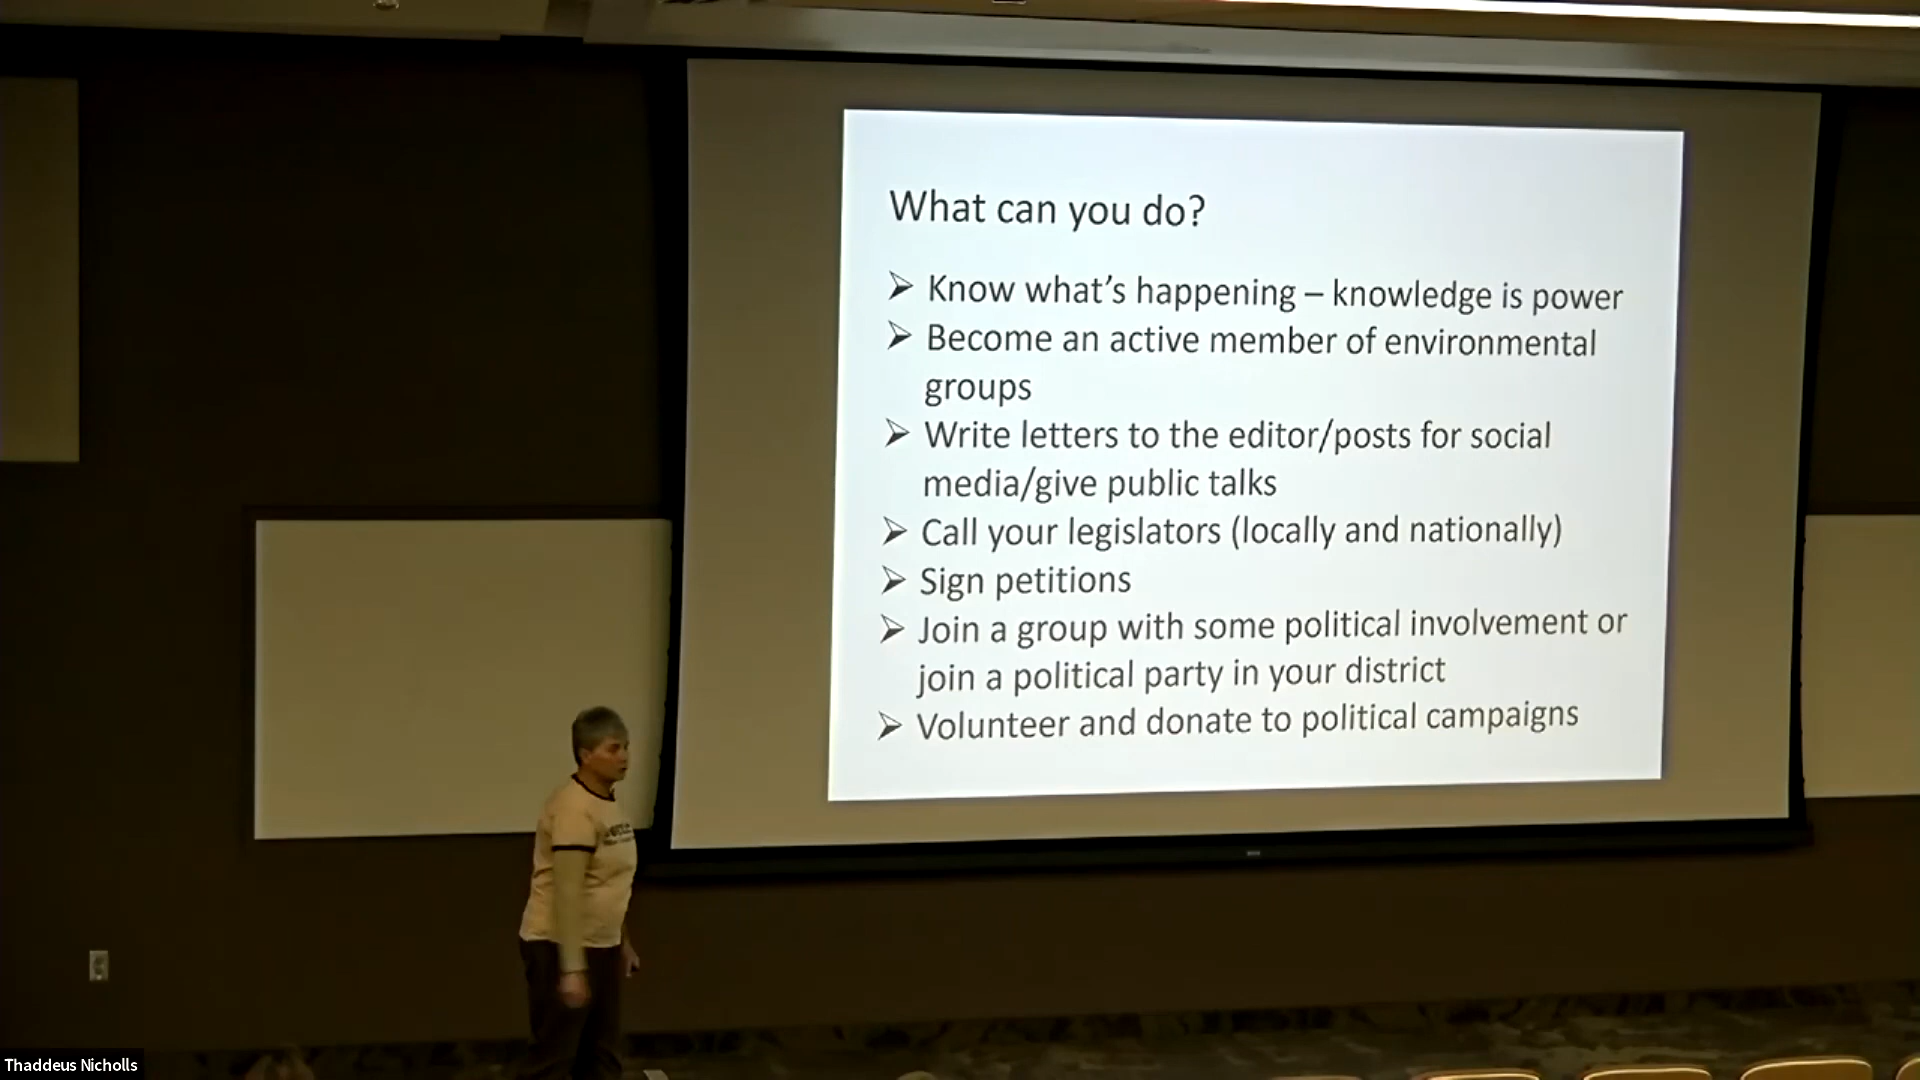 What can you do?
➢ Know what's happening – knowledge is power
➢ Become an active member of environmental
groups
➢ Write letters to the editor/posts for social
media/give public talks
➢ Call your legislators (locally and nationally)
➢ Sign petitions
➢ Join a group with some political involvement or
join a political party in your district
➢ Volunteer and donate to political campaigns
Thaddeus Nicholls